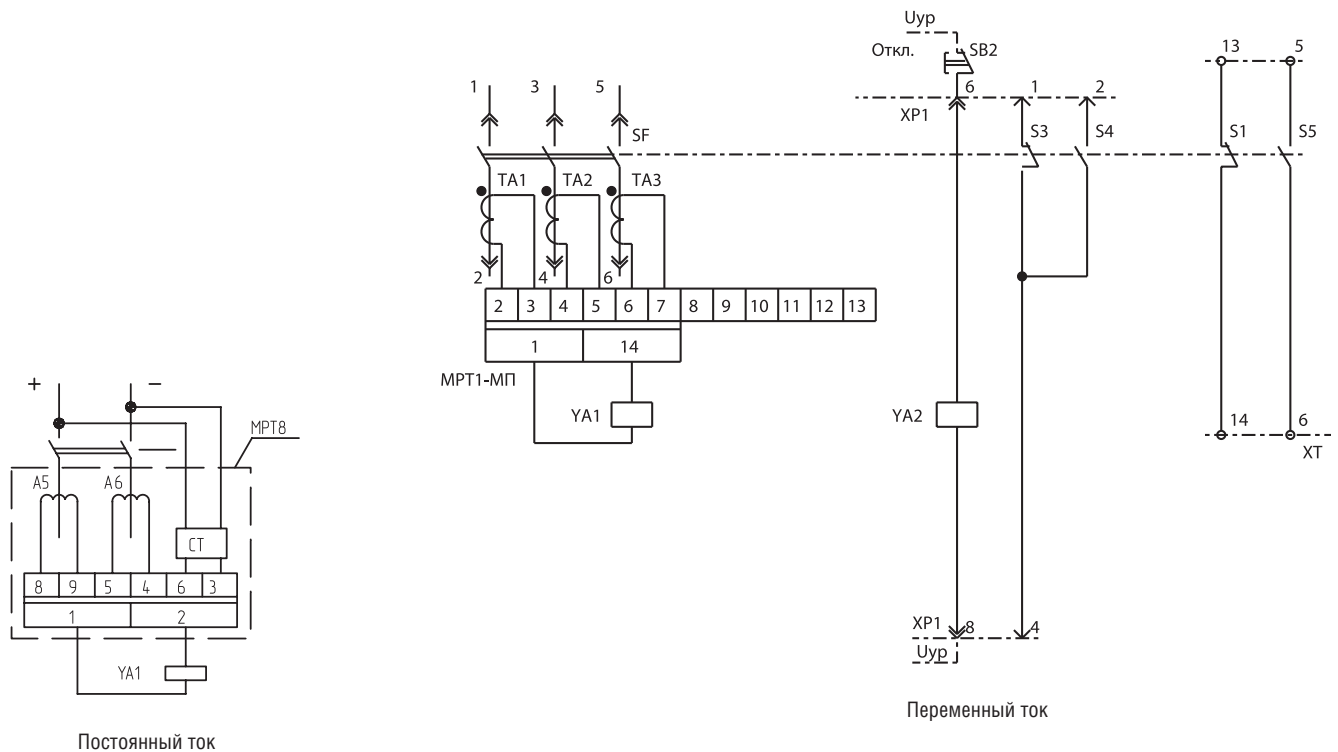 Uур
Откл. SB2
13 5
1 3 5 6 1 2
XP1
SF S3 S4 S1 S5
TA1 TA2 TA3
2 4 6
2 3 4 5 6 7 8 9 10 11 12 13
1 14
МРТ1-МП
YA1 YA2
14 6
XT
+ −
МРТ8
A5 A6
СТ
8 9 5 4 6 3
1 2
YA1
XP1 8 4
Uур
Переменный ток
Постоянный ток